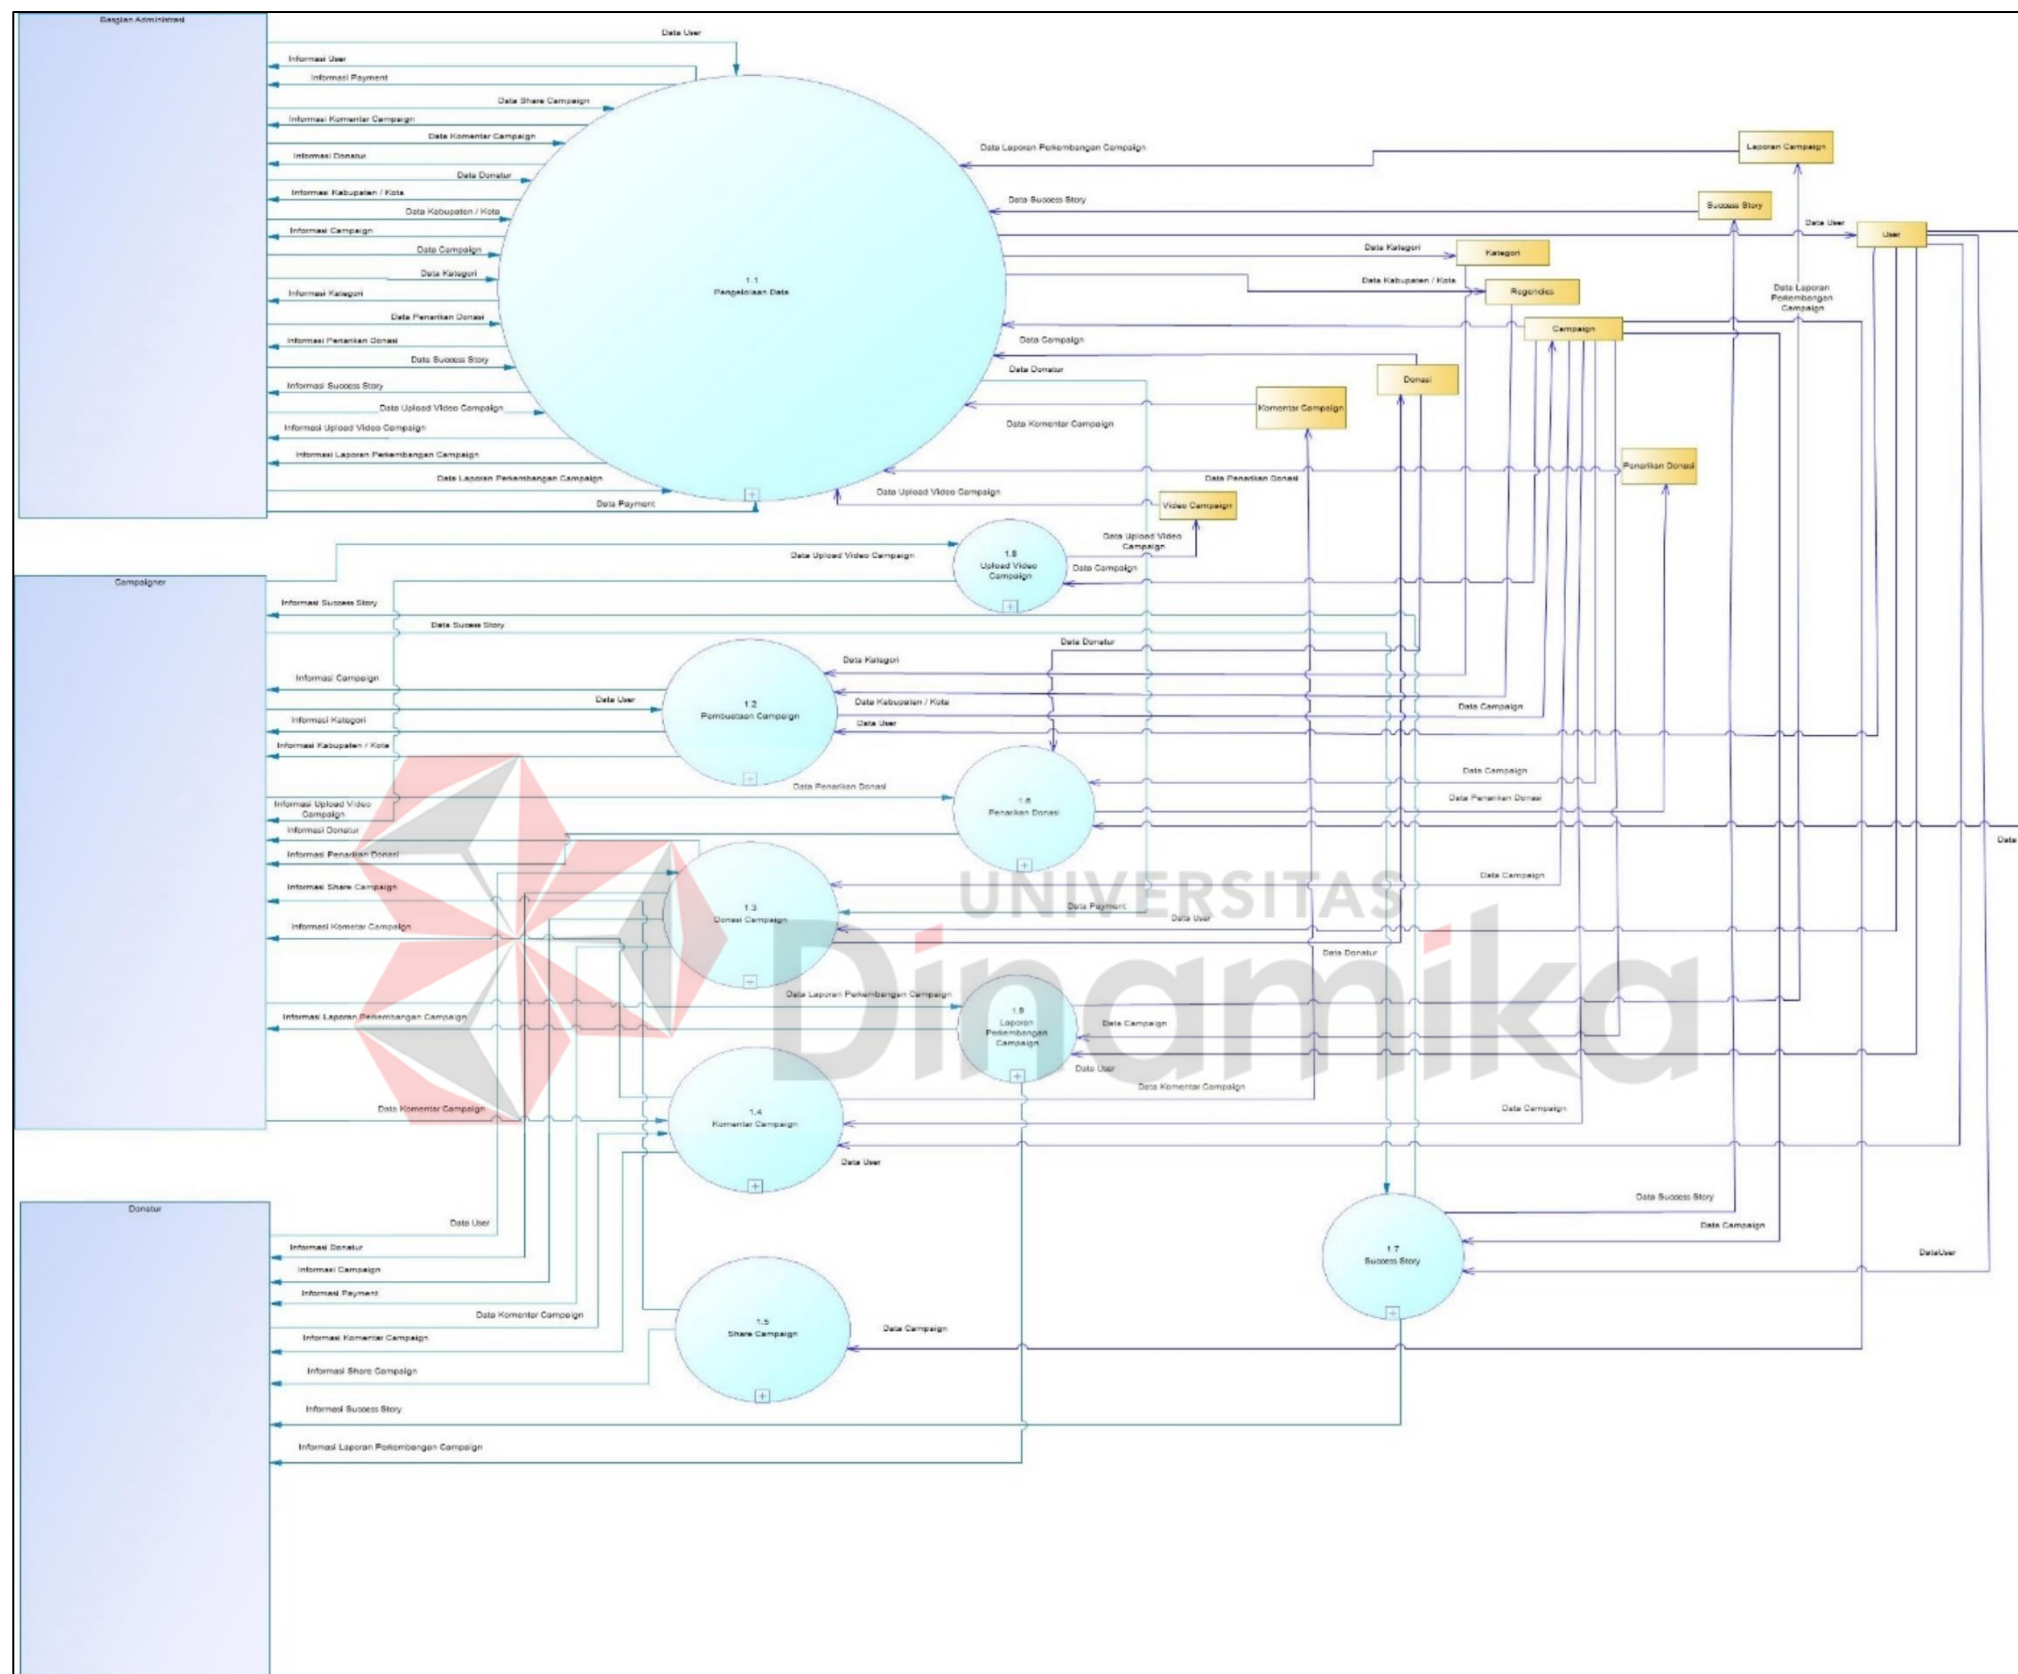 Basgian Administrasi
Data User
Informasi User
Informasi Payment
Data Share Campaign
Informasi Komentar Campaign
Data Komentar Campaign
Informasi Donatur
Data Donatur
Informasi Kabupaten / Kota
Data Kabupaten / Kota
Informasi Campaign
Data Campaign
Data Kategori
Informasi Kategori
Data Penarikan Donasi
Informasi Penarikan Donasi
Data Success Story
Informasi Success Story
Data Upload Video Campaign
Informasi Upload Video Campaign
Informasi Laporan Perkembangan Campaign
Data Laporan Perkembangan Campaign
Data Payment
1.1
Pengelolaan Data
Data Laporan Perkembangan Campaign
Laporan Campaign
Data Success Story
Success Story
Data User
User
Data Kategori
Kategori
Data Kabupaten / Kota
Regencies
Data Laporan
Perkembangan
Campaign
Campaign
Data Campaign
Data Donatur
Donasi
Komentar Campaign
Data Komentar Campaign
Penarikan Donasi
Data Penarikan Donasi
Data Upload Video Campaign
Video Campaign
Data Upload Video
Campaign
Campaigner
Data Upload Video Campaign
1.8
Upload Video
Campaign
Data Campaign
Informasi Success Story
Data Sucess Story
Data Donatur
Data Kategori
Informasi Campaign
Data User
1.2
Pembuataan Campaign
Data Kabupaten / Kota
Data Campaign
Informasi Kategori
Data User
Informasi Kabupaten / Kota
Data Campaign
Data Penarikan Donasi
1.6
Penarikan Donasi
Data Penarikan Donasi
Informasi Upload Video
Campaign
Informasi Donatur
Data
Informasi Penarikan Donasi
Data Campaign
Informasi Share Campaign
1.3
Donasi Campaign
UNIVERSITAS
Dinamika
Data Payment
Data User
Informasi Kometar Campaign
Data Donatur
Data Laporan Perkembangan Campaign
Informasi Laporan Perkembangan Campaign
1.9
Laporan
Perkembangan
Campaign
Data Campaign
Data User
Data Komentar Campaign
Data Komentar Campaign
1.4
Komentar Campaign
Data Campaign
Data User
Donatur
Data User
Data Success Story
Data Campaign
Informasi Donatur
1.7
Success Story
DataUser
Informasi Campaign
Informasi Payment
Data Komentar Campaign
1.5
Share Campaign
Data Campaign
Informasi Komentar Campaign
Informasi Share Campaign
Informasi Success Story
Informasi Laporan Perkembangan Campaign